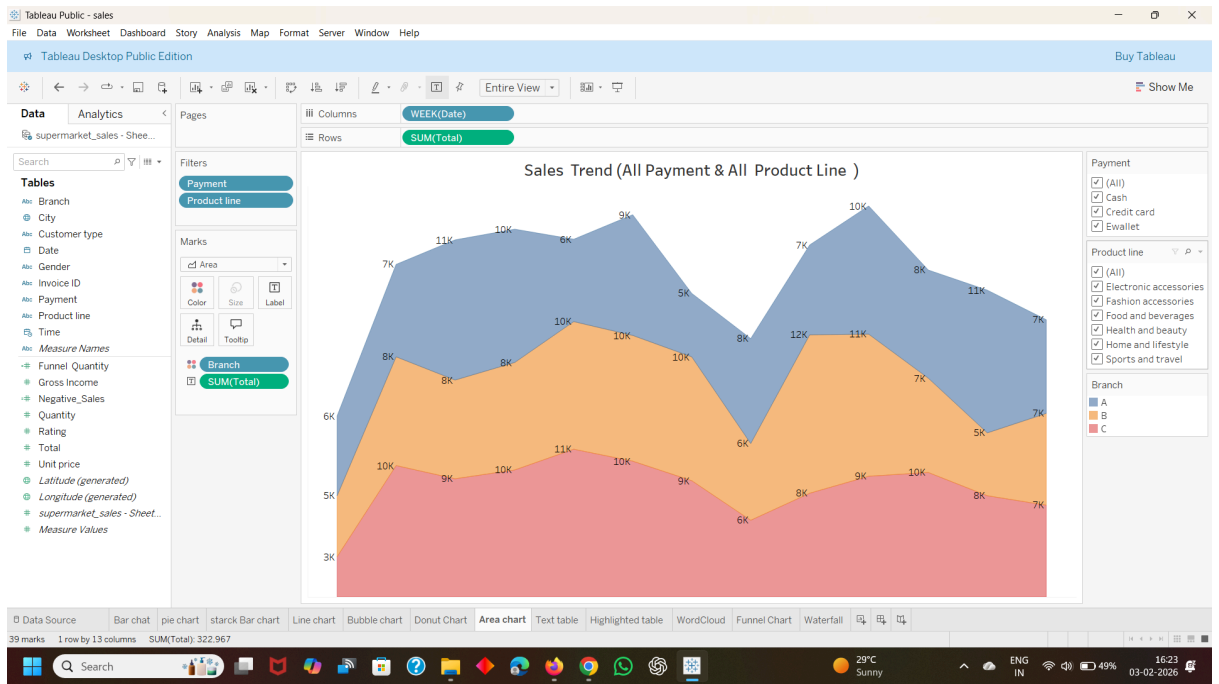 Tableau Public - sales
File Data Worksheet Dashboard Story Analysis Map Format Server Window Help
Tableau Desktop Public Edition
Buy Tableau
Entire View
Show Me
Data
Analytics
supermarket_sales - Shee...
Search
Tables
Abc Branch
City
Abc Customer type
Date
Abc Gender
Abc Invoice ID
Abc Payment
Abc Product line
Time
Abc Measure Names
Funnel Quantity
Gross Income
Negative_Sales
Quantity
Rating
Total
Unit price
Latitude (generated)
Longitude (generated)
supermarket_sales - Sheet...
Measure Values
Pages
Filters
Payment
Product line
Marks
Area
Color
Size
Label
Detail
Tooltip
Branch
SUM(Total)
Columns
WEEK(Date)
Rows
SUM(Total)
Sales Trend (All Payment & All Product Line )
6K 7K 11K 10K 6K 9K 5K 8K 7K 10K 8K 11K 7K
5K 8K 8K 8K 10K 10K 10K 6K 12K 11K 7K 5K 7K
3K 10K 9K 10K 11K 10K 9K 6K 8K 9K 10K 8K 7K
Payment
(All)
Cash
Credit card
Ewallet
Product line
(All)
Electronic accessories
Fashion accessories
Food and beverages
Health and beauty
Home and lifestyle
Sports and travel
Branch
A
B
C
Data Source
Bar chat
pie chart
starck Bar chart
Line chart
Bubble chart
Donut Chart
Area chart
Text table
Highlighted table
WordCloud
Funnel Chart
Waterfall
39 marks 1 row by 13 columns SUM(Total): 322.967
Search
29°C
Sunny
ENG
IN
49%
16:23
03-02-2026